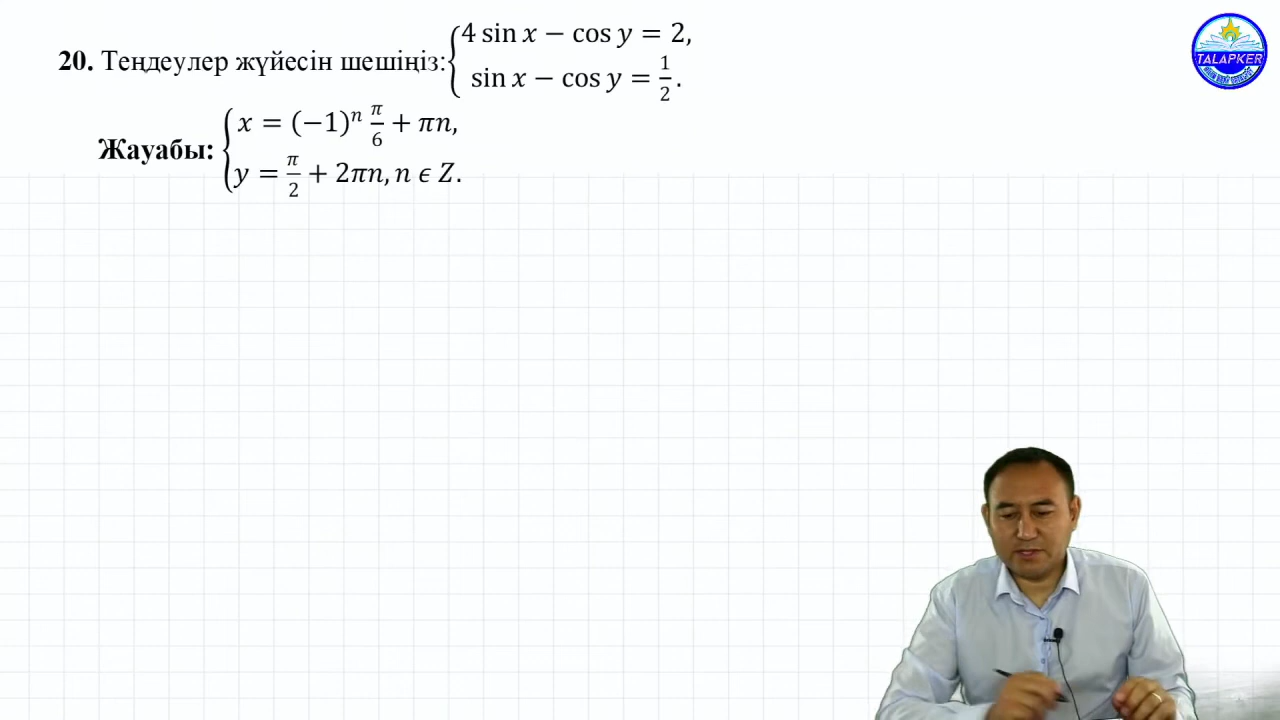 20. Теңдеулер жүйесін шешіңіз: { 4 sin x − cos y = 2,
sin x − cos y = 1/2.
Жауабы: { x = (−1)ⁿ π/6 + πn,
y = π/2 + 2πn, n ϵ Z.
TALAPKER